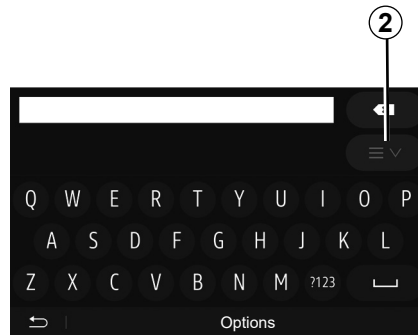 2
Q W E R T Y U I O P
A S D F G H J K L
Z X C V B N M ?123
Options